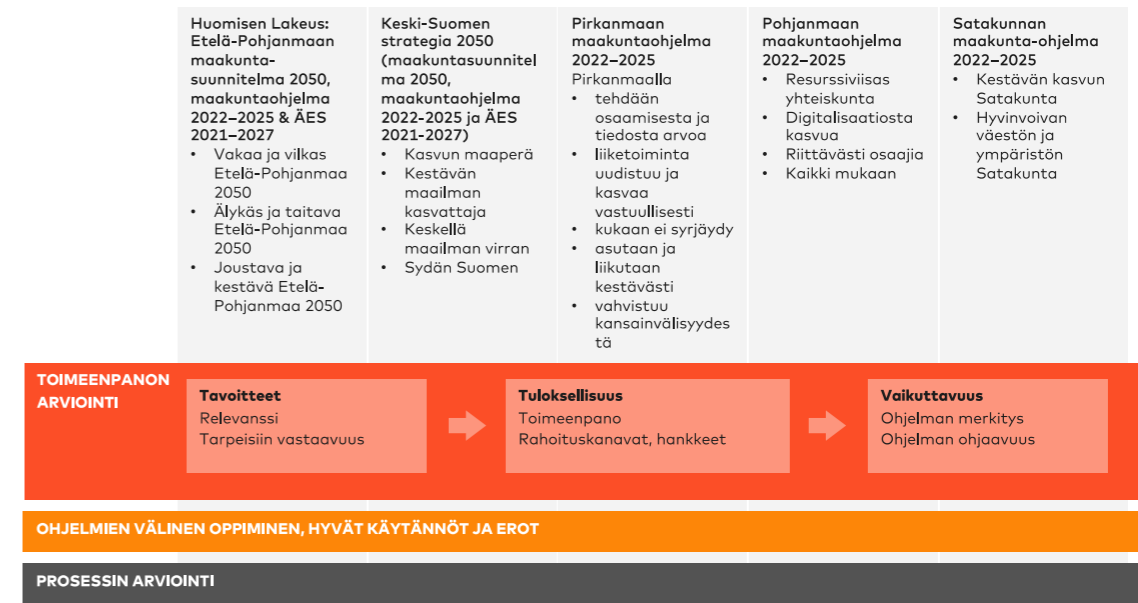 Huomisen Lakeus:
Etelä-Pohjanmaan
maakunta-
suunnitelma 2050,
maakuntaohjelma
2022–2025 & ÄES
2021–2027
• Vakaa ja vilkas
Etelä-Pohjanmaa
2050
• Älykäs ja taitava
Etelä-Pohjanmaa
2050
• Joustava ja
kestävä Etelä-
Pohjanmaa 2050
Keski-Suomen
strategia 2050
(maakuntasuunnitel
ma 2050,
maakuntaohjelma
2022-2025 ja ÄES
2021-2027)
• Kasvun maaperä
• Kestävän
maailman
kasvattaja
• Keskellä
maailman virran
• Sydän Suomen
Pirkanmaan
maakuntaohjelma
2022–2025
Pirkanmaalla
• tehdään
osaamisesta ja
tiedosta arvoa
• liiketoiminta
uudistuu ja
kasvaa
vastuullisesti
• kukaan ei syrjäydy
• asutaan ja
liikutaan
kestävästi
• vahvistuu
kansainvälisyydes
tä
Pohjanmaan
maakuntaohjelma
2022–2025
• Resurssiviisas
yhteiskunta
• Digitalisaatiosta
kasvua
• Riittävästi osaajia
• Kaikki mukaan
Satakunnan
maakunta-ohjelma
2022–2025
• Kestävän kasvun
Satakunta
• Hyvinvoivan
väestön ja
ympäristön
Satakunta
TOIMEENPANON
ARVIOINTI
Tavoitteet
Relevanssi
Tarpeisiin vastaavuus
Tuloksellisuus
Toimeenpano
Rahoituskanavat, hankkeet
Vaikuttavuus
Ohjelman merkitys
Ohjelman ohjaavuus
OHJELMIEN VÄLINEN OPPIMINEN, HYVÄT KÄYTÄNNÖT JA EROT
PROSESSIN ARVIOINTI